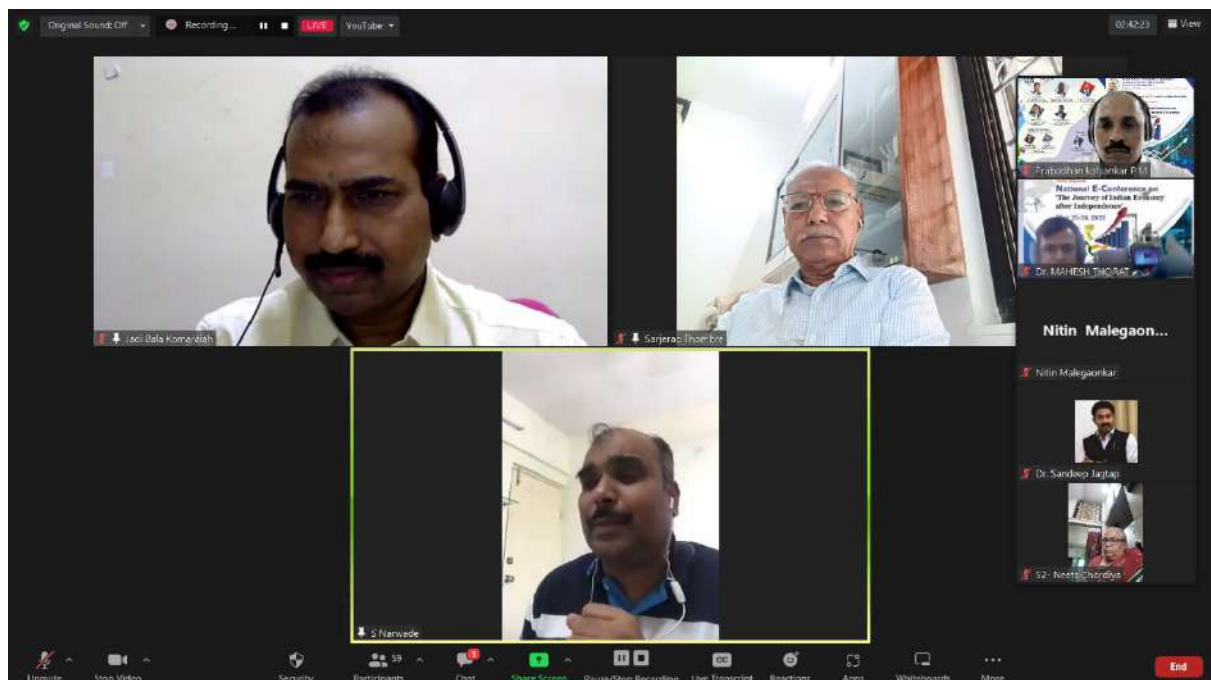 Original Sound: Off
Recording...
LIVE
YouTube
02:42:23
View
Jadi Bala Komaraiah
Sarjerao Thombre
S Narwade
Prabodhan
P M
National E-Conference on
'The Journey of Indian Economy
after Independence'
Dr. MAHESH THORAT
Nitin Malegaon...
Nitin Malegaonkar
Dr. Sandeep Jagtap
S2- Neeta Chordiya
Unmute
Stop Video
Security
59
Participants
3
Chat
Share Screen
Pause/Stop Recording
CC
Live Transcript
Reactions
Apps
Whiteboards
More
End